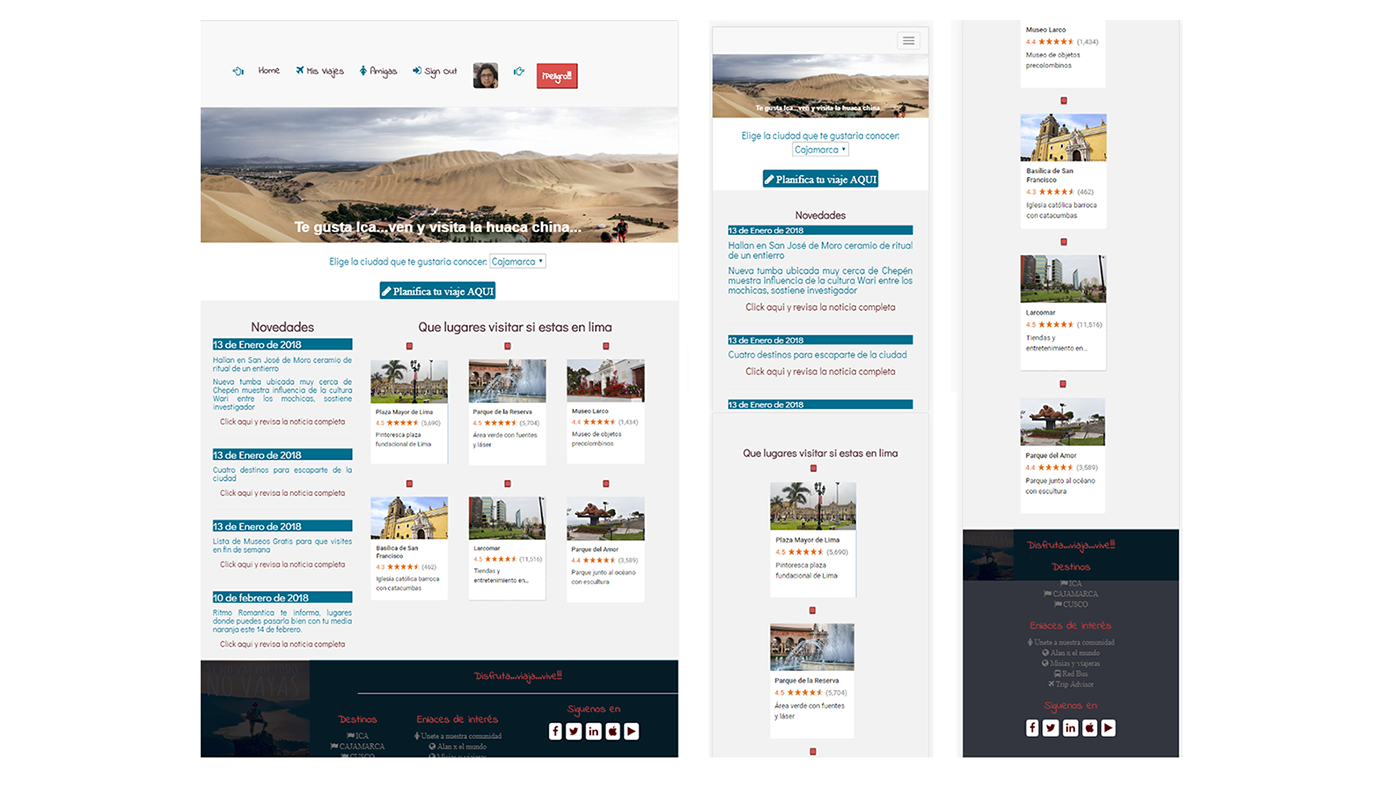 Home
Mis Viajes
Amigas
Sign Out
¡Peligro!!!
Te gusta Ica...ven y visita la huaca china...
Elige la ciudad que te gustaria conocer: Cajamarca
Planifica tu viaje AQUI
Novedades
13 de Enero de 2018
Hallan en San José de Moro ceramio de
ritual de un entierro
Nueva tumba ubicada muy cerca de
Chepén muestra influencia de la cultura
Wari entre los mochicas, sostiene
investigador
Click aqui y revisa la noticia completa
13 de Enero de 2018
Cuatro destinos para escaparte de la
ciudad
Click aqui y revisa la noticia completa
13 de Enero de 2018
Lista de Museos Gratis para que visites
en fin de semana
Click aqui y revisa la noticia completa
10 de febrero de 2018
Ritmo Romantica te informa, lugares
donde puedes pasarla bien con tu media
naranja este 14 de febrero.
Click aqui y revisa la noticia completa
Que lugares visitar si estas en lima
Plaza Mayor de Lima
4.5 (5,690)
Pintoresca plaza
fundacional de Lima
Parque de la Reserva
4.5 (5,704)
Área verde con fuentes
y láser
Museo Larco
4.4 (1,434)
Museo de objetos
precolombinos
Basílica de San
Francisco
4.3 (462)
Iglesia católica barroca
con catacumbas
Larcomar
4.5 (11,516)
Tiendas y
entretenimiento en...
Parque del Amor
4.4 (3,589)
Parque junto al océano
con escultura
NO VAYAS
Disfruta...viaja...vive!!!
Destinos
ICA
CAJAMARCA
CUSCO
Enlaces de interés
Unete a nuestra comunidad
Alan x el mundo
Misias y viajeras
Siguenos en
Te gusta Ica...ven y visita la huaca china...
Elige la ciudad que te gustaria conocer:
Cajamarca
Planifica tu viaje AQUI
Novedades
13 de Enero de 2018
Hallan en San José de Moro ceramio de ritual
de un entierro
Nueva tumba ubicada muy cerca de Chepén
muestra influencia de la cultura Wari entre los
mochicas, sostiene investigador
Click aqui y revisa la noticia completa
13 de Enero de 2018
Cuatro destinos para escaparte de la ciudad
Click aqui y revisa la noticia completa
13 de Enero de 2018
Que lugares visitar si estas en lima
Plaza Mayor de Lima
4.5 (5,690)
Pintoresca plaza
fundacional de Lima
Parque de la Reserva
4.5 (5,704)
Área verde con fuentes
y láser
Museo Larco
4.4 (1,434)
Museo de objetos
precolombinos
Basílica de San
Francisco
4.3 (462)
Iglesia católica barroca
con catacumbas
Larcomar
4.5 (11,516)
Tiendas y
entretenimiento en...
Parque del Amor
4.4 (3,589)
Parque junto al océano
con escultura
Disfruta...viaja...vive!!!
Destinos
ICA
CAJAMARCA
CUSCO
Enlaces de interés
Unete a nuestra comunidad
Alan x el mundo
Misias y viajeras
Red Bus
Trip Advisor
Siguenos en